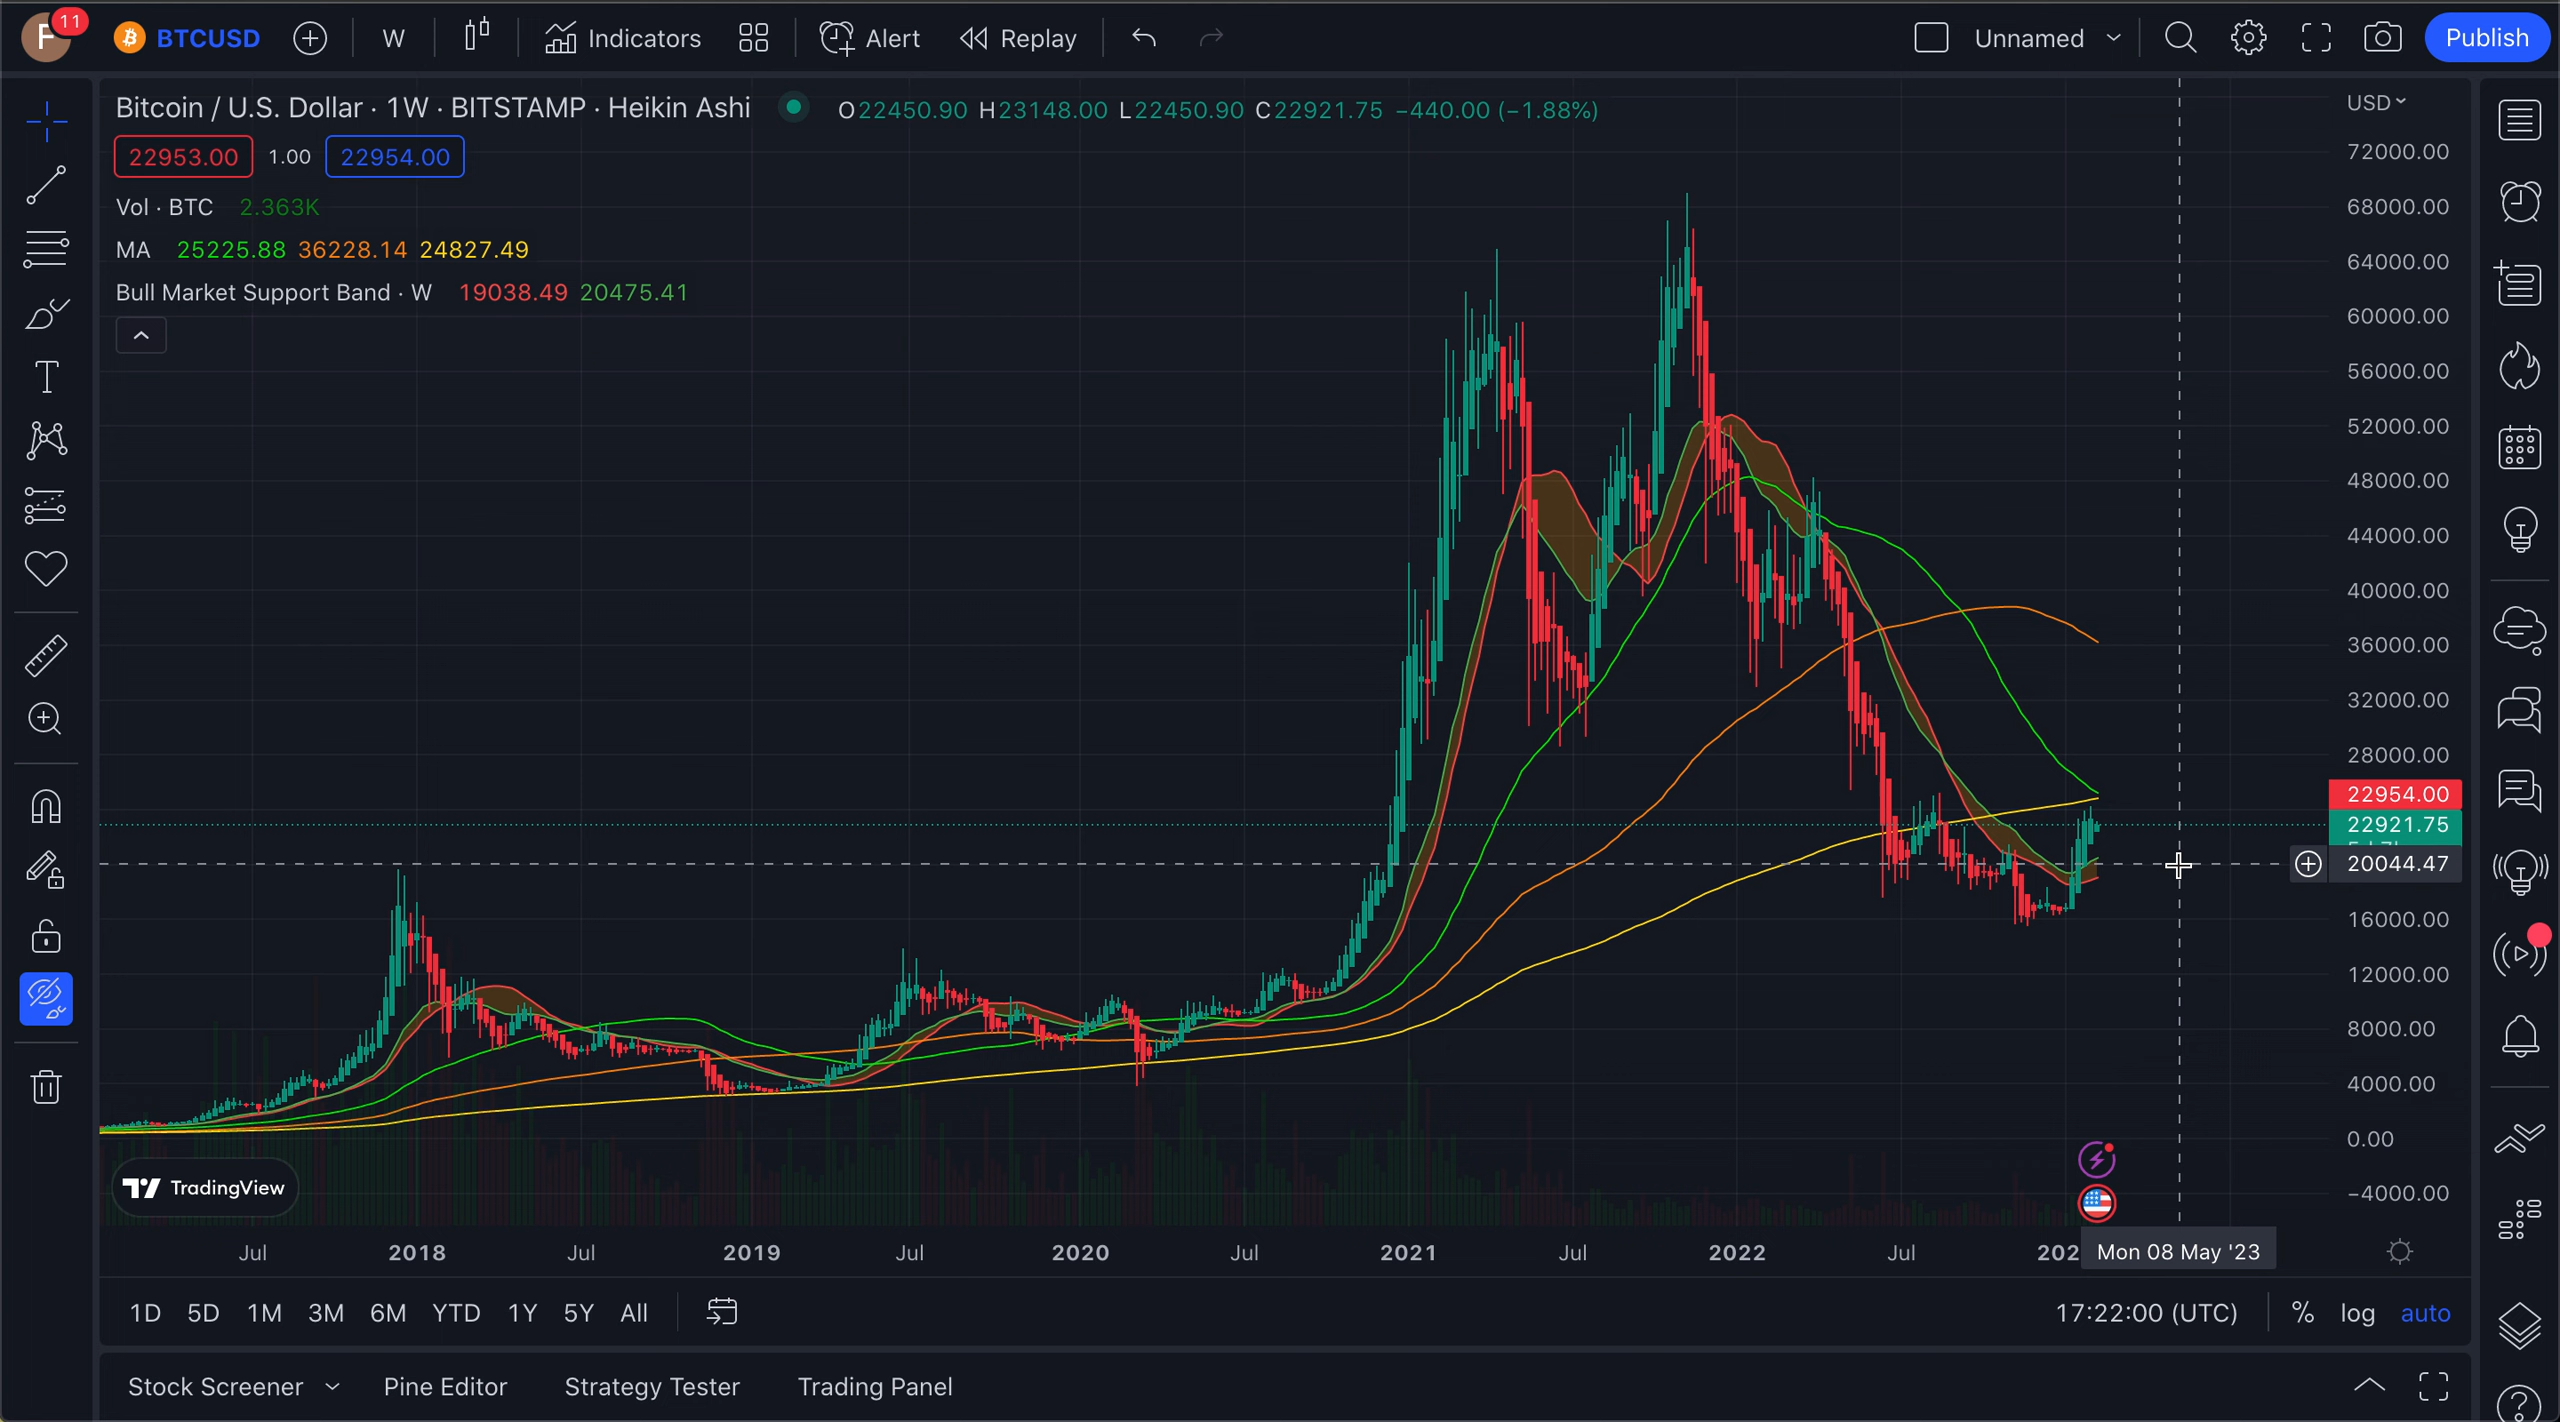 F 11 BTCUSD W Indicators Alert Replay Unnamed Publish
Bitcoin / U.S. Dollar · 1W · BITSTAMP · Heikin Ashi O22450.90 H23148.00 L22450.90 C22921.75 −440.00 (−1.88%)
22953.00 1.00 22954.00
Vol · BTC 2.363K
MA 25225.88 36228.14 24827.49
Bull Market Support Band · W 19038.49 20475.41
USD
72000.00
68000.00
64000.00
60000.00
56000.00
52000.00
48000.00
44000.00
40000.00
36000.00
32000.00
28000.00
22954.00
22921.75
20044.47
16000.00
12000.00
8000.00
4000.00
0.00
−4000.00
TradingView
Jul 2018 Jul 2019 Jul 2020 Jul 2021 Jul 2022 Jul 202 Mon 08 May '23
1D 5D 1M 3M 6M YTD 1Y 5Y All 17:22:00 (UTC) % log auto
Stock Screener Pine Editor Strategy Tester Trading Panel